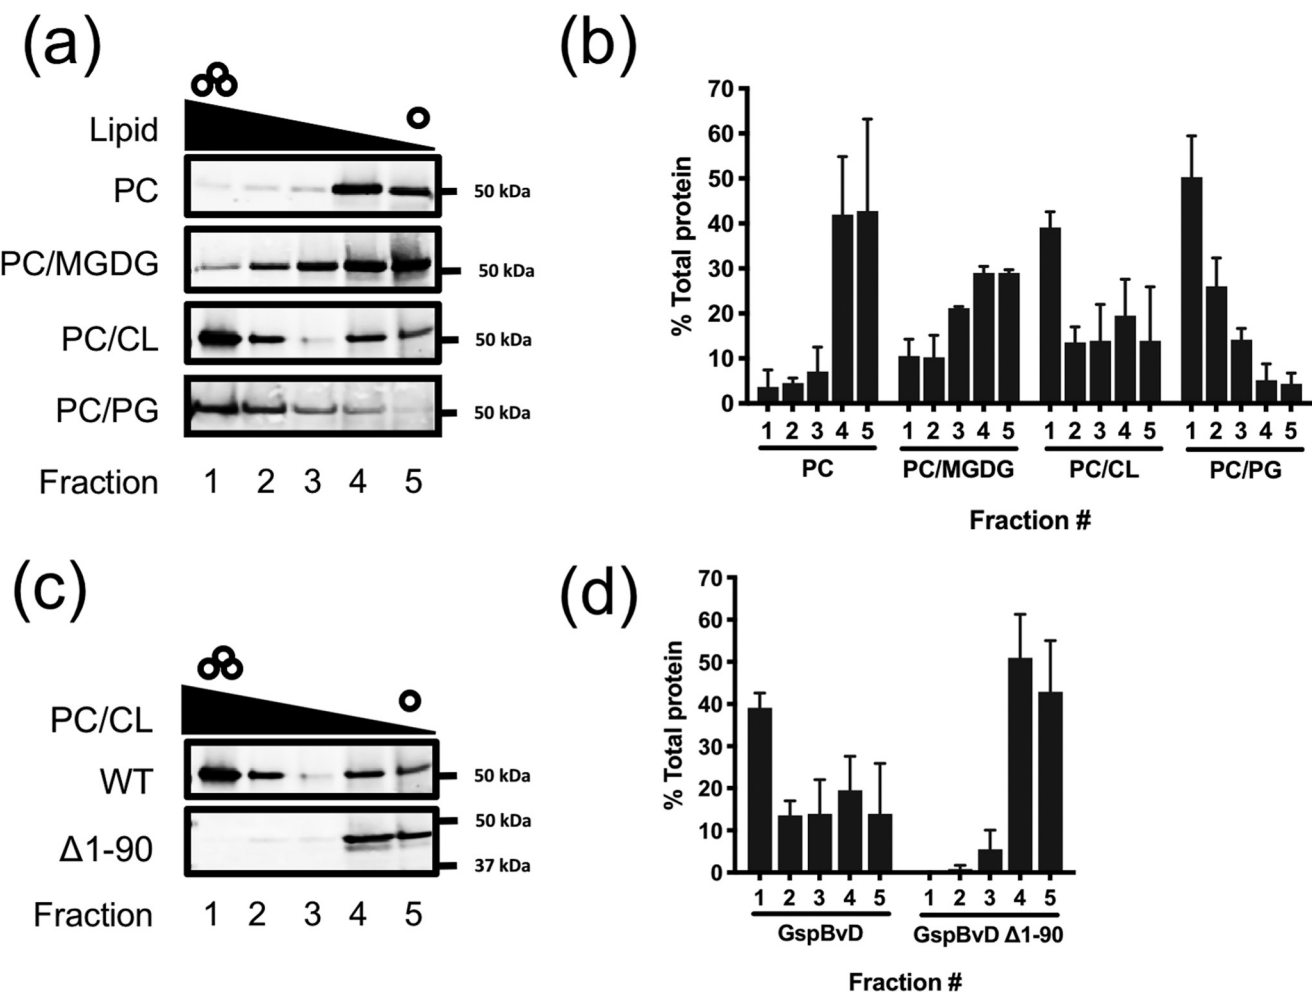 (a)
Lipid
PC
50 kDa
PC/MGDG
50 kDa
PC/CL
50 kDa
PC/PG
50 kDa
Fraction 1 2 3 4 5
(b)
% Total protein
70
60
50
40
30
20
10
0
1 2 3 4 5 1 2 3 4 5 1 2 3 4 5 1 2 3 4 5
PC PC/MGDG PC/CL PC/PG
Fraction #
(c)
PC/CL
WT
50 kDa
50 kDa
Δ1-90
37 kDa
Fraction 1 2 3 4 5
(d)
% Total protein
70
60
50
40
30
20
10
0
1 2 3 4 5 1 2 3 4 5
GspBvD GspBvD Δ1-90
Fraction #